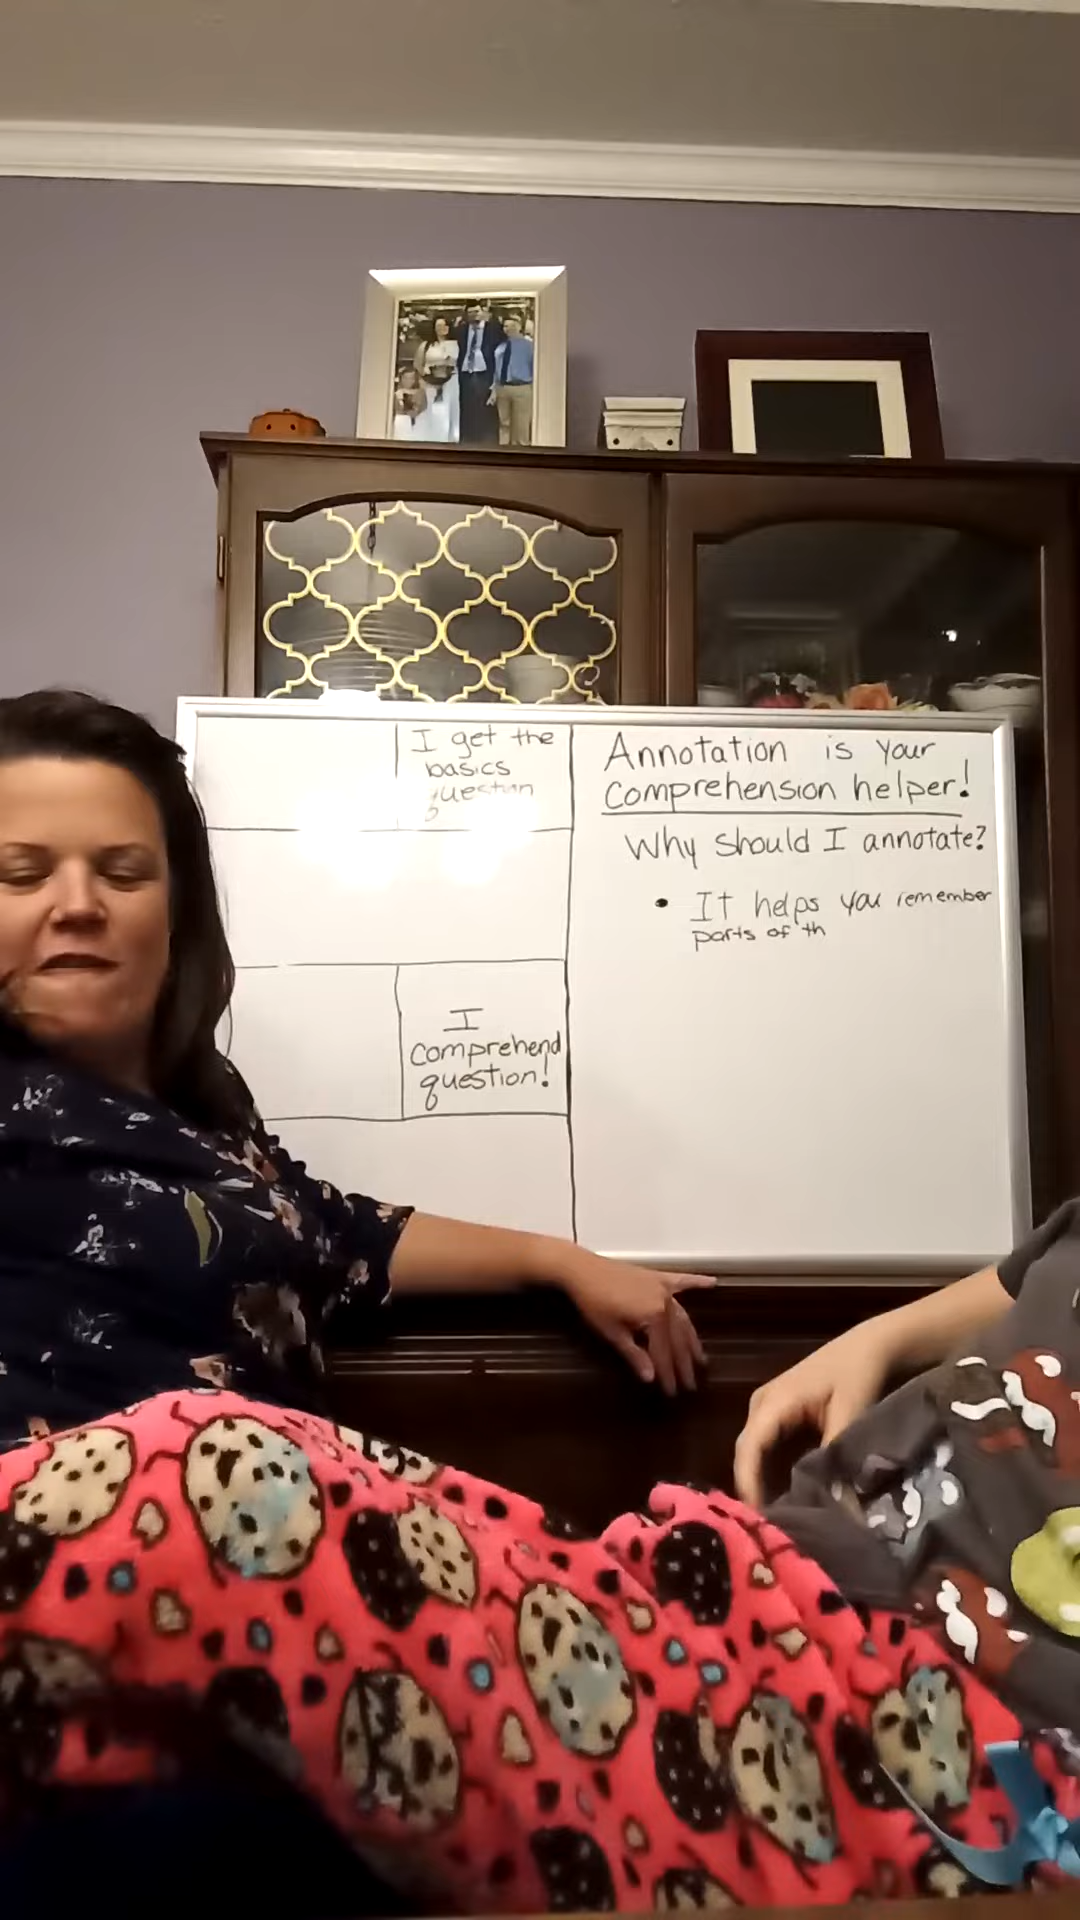 I get the
basics
question
Annotation is your
Comprehension helper!
Why should I annotate?
• It helps you remember
parts of th
I
comprehend
question!